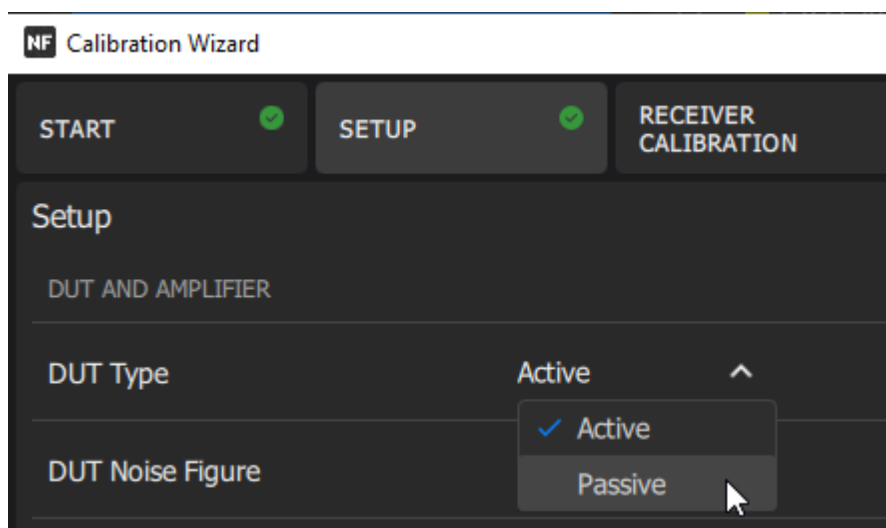 NF Calibration Wizard
START
SETUP
RECEIVER
CALIBRATION
Setup
DUT AND AMPLIFIER
DUT Type Active
Active
DUT Noise Figure
Passive